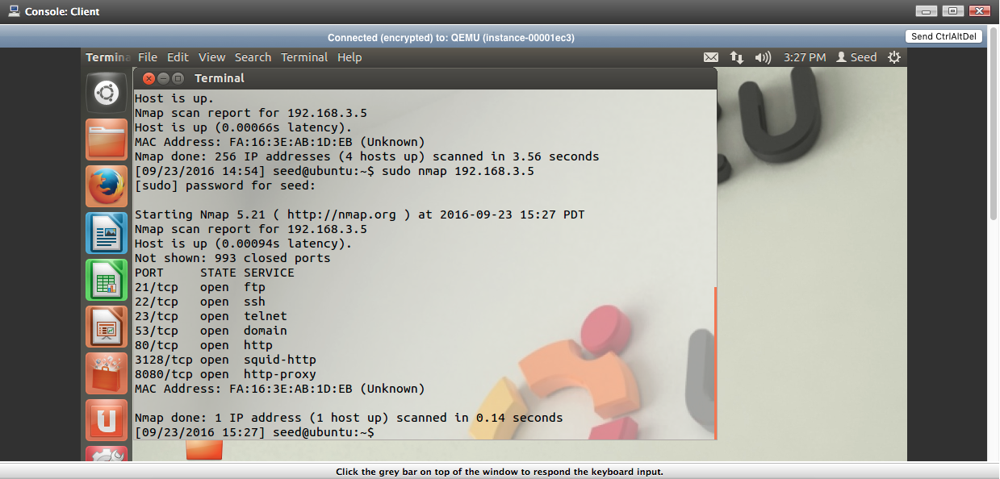 Console: Client
Connected (encrypted) to: QEMU (instance-00001ec3)
Send CtrlAltDel
Termina File Edit View Search Terminal Help 3:27 PM Seed
Terminal
Host is up.
Nmap scan report for 192.168.3.5
Host is up (0.00066s latency).
MAC Address: FA:16:3E:AB:1D:EB (Unknown)
Nmap done: 256 IP addresses (4 hosts up) scanned in 3.56 seconds
[09/23/2016 14:54] seed@ubuntu:~$ sudo nmap 192.168.3.5
[sudo] password for seed:
Starting Nmap 5.21 ( http://nmap.org ) at 2016-09-23 15:27 PDT
Nmap scan report for 192.168.3.5
Host is up (0.00094s latency).
Not shown: 993 closed ports
PORT STATE SERVICE
21/tcp open ftp
22/tcp open ssh
23/tcp open telnet
53/tcp open domain
80/tcp open http
3128/tcp open squid-http
8080/tcp open http-proxy
MAC Address: FA:16:3E:AB:1D:EB (Unknown)
Nmap done: 1 IP address (1 host up) scanned in 0.14 seconds
[09/23/2016 15:27] seed@ubuntu:~$
Click the grey bar on top of the window to respond the keyboard input.